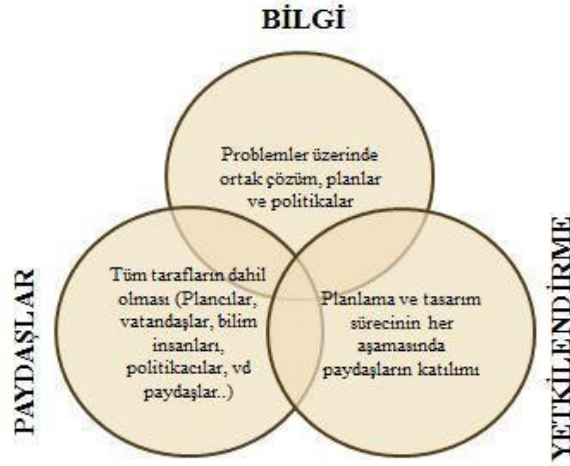 BİLGİ
Problemler üzerinde
ortak çözüm, planlar
ve politikalar
PAYDAŞLAR
Tüm tarafların dahil
olması (Plancılar,
vatandaşlar, bilim
insanları,
politikacılar, vd
paydaşlar..)
Planlama ve tasarım
sürecinin her
aşamasında
paydaşların katılımı
YETKİLENDİRME